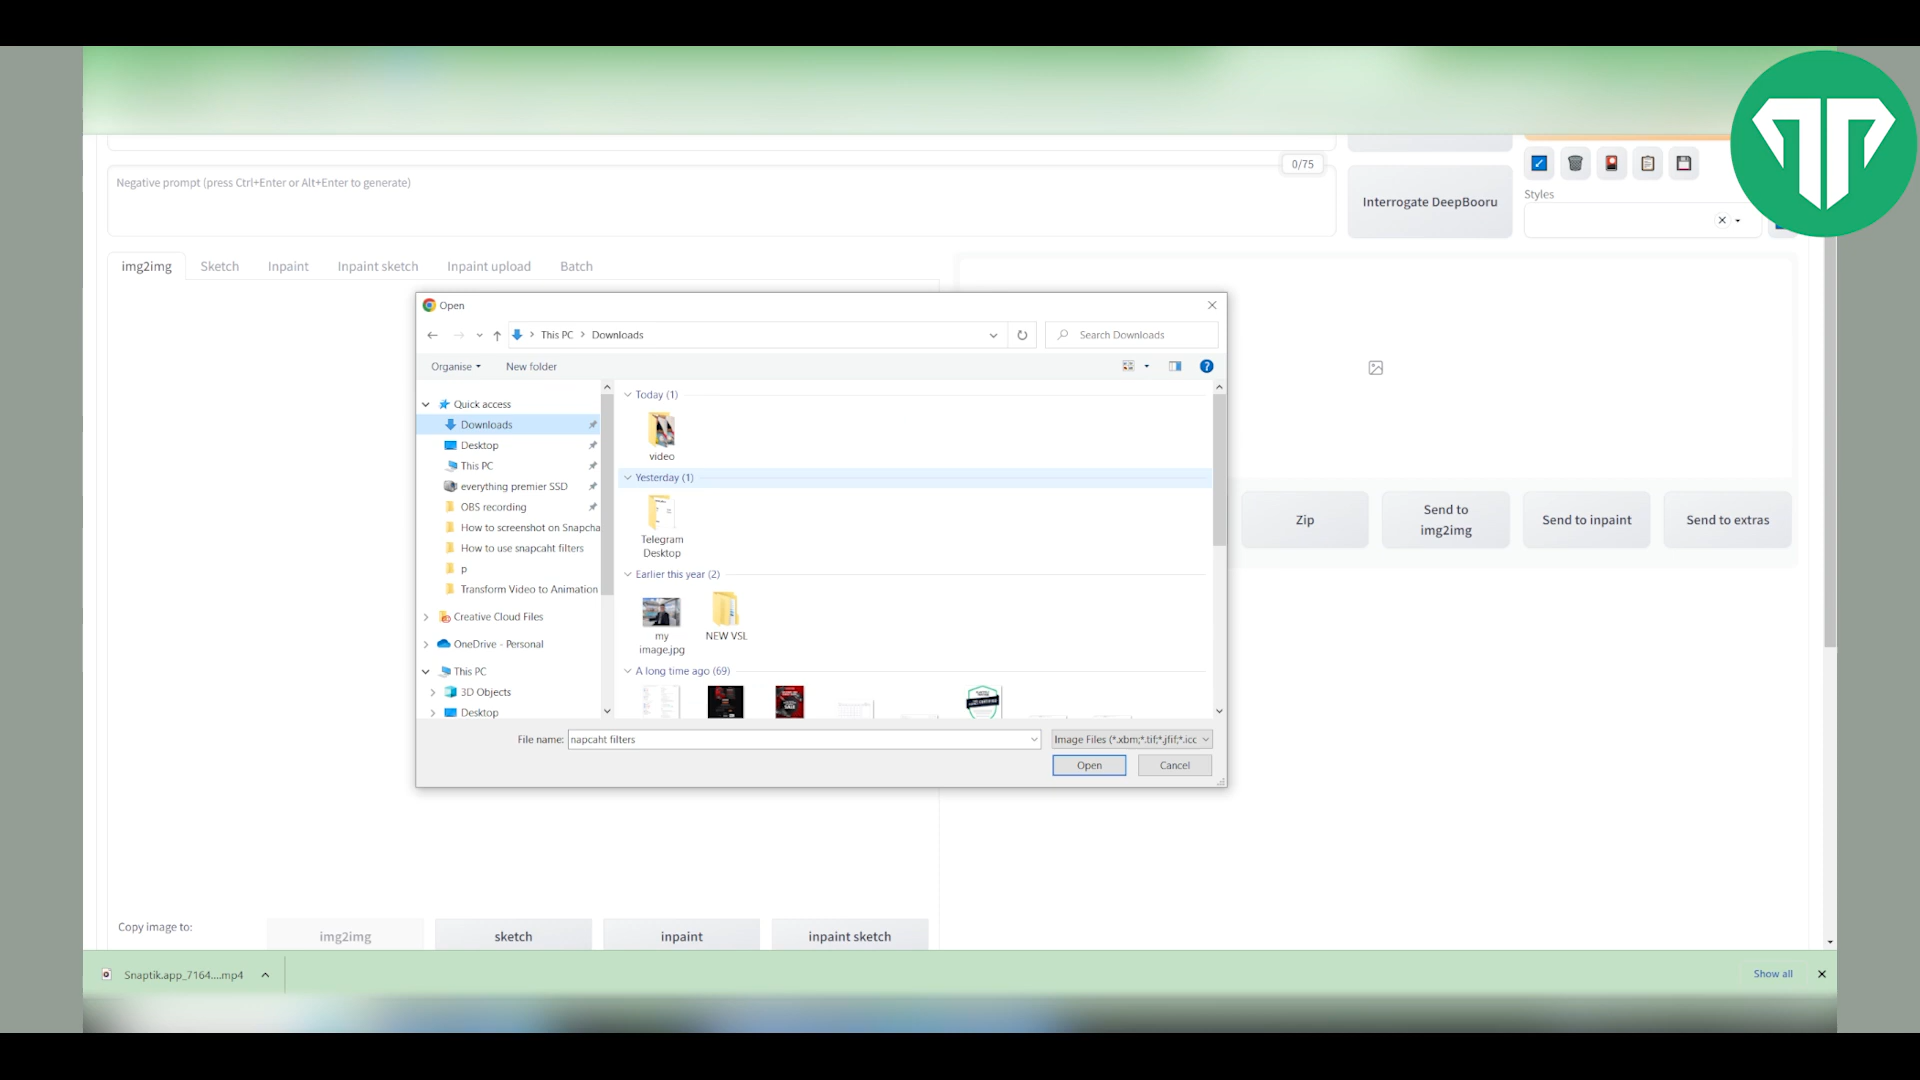 0/75
Negative prompt (press Ctrl+Enter or Alt+Enter to generate)
Interrogate DeepBooru
Styles
img2img Sketch Inpaint Inpaint sketch Inpaint upload Batch
Open
This PC Downloads
Search Downloads
Organise New folder
Quick access
Downloads
Desktop
This PC
everything premier SSD
OBS recording
How to screenshot on Snapcha
How to use snapcaht filters
p
Transform Video to Animation
Creative Cloud Files
OneDrive - Personal
This PC
3D Objects
Desktop
Today (1)
video
Yesterday (1)
Telegram
Desktop
Earlier this year (2)
my
image.jpg
NEW VSL
A long time ago (69)
File name: napcaht filters
Image Files (*.xbm;*.tif;*.jfif;*.icc
Open Cancel
Zip
Send to
img2img
Send to inpaint
Send to extras
Copy image to:
img2img sketch inpaint inpaint sketch
Snaptik.app_7164....mp4
Show all